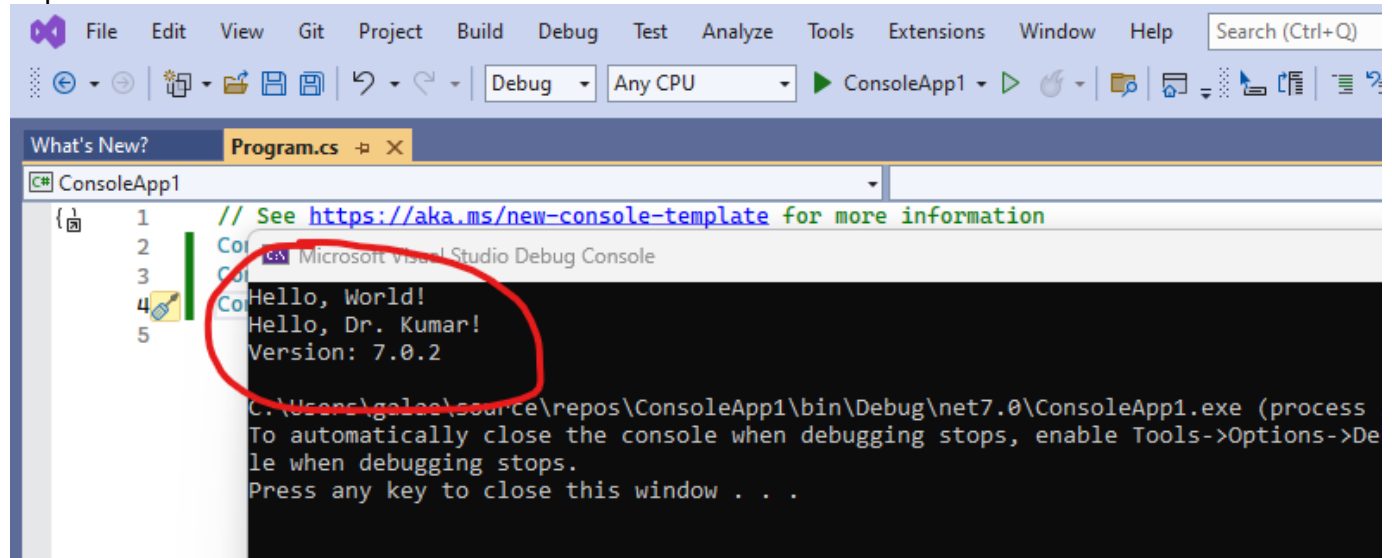 File Edit View Git Project Build Debug Test Analyze Tools Extensions Window Help Search (Ctrl+Q)
Debug Any CPU ConsoleApp1
What's New? Program.cs
C# ConsoleApp1
1 // See https://aka.ms/new-console-template for more information
2
3
4
5
Microsoft Visual Studio Debug Console
Hello, World!
Hello, Dr. Kumar!
Version: 7.0.2
C:\Users\galae\source\repos\ConsoleApp1\bin\Debug\net7.0\ConsoleApp1.exe (process
To automatically close the console when debugging stops, enable Tools->Options->De
le when debugging stops.
Press any key to close this window . . .